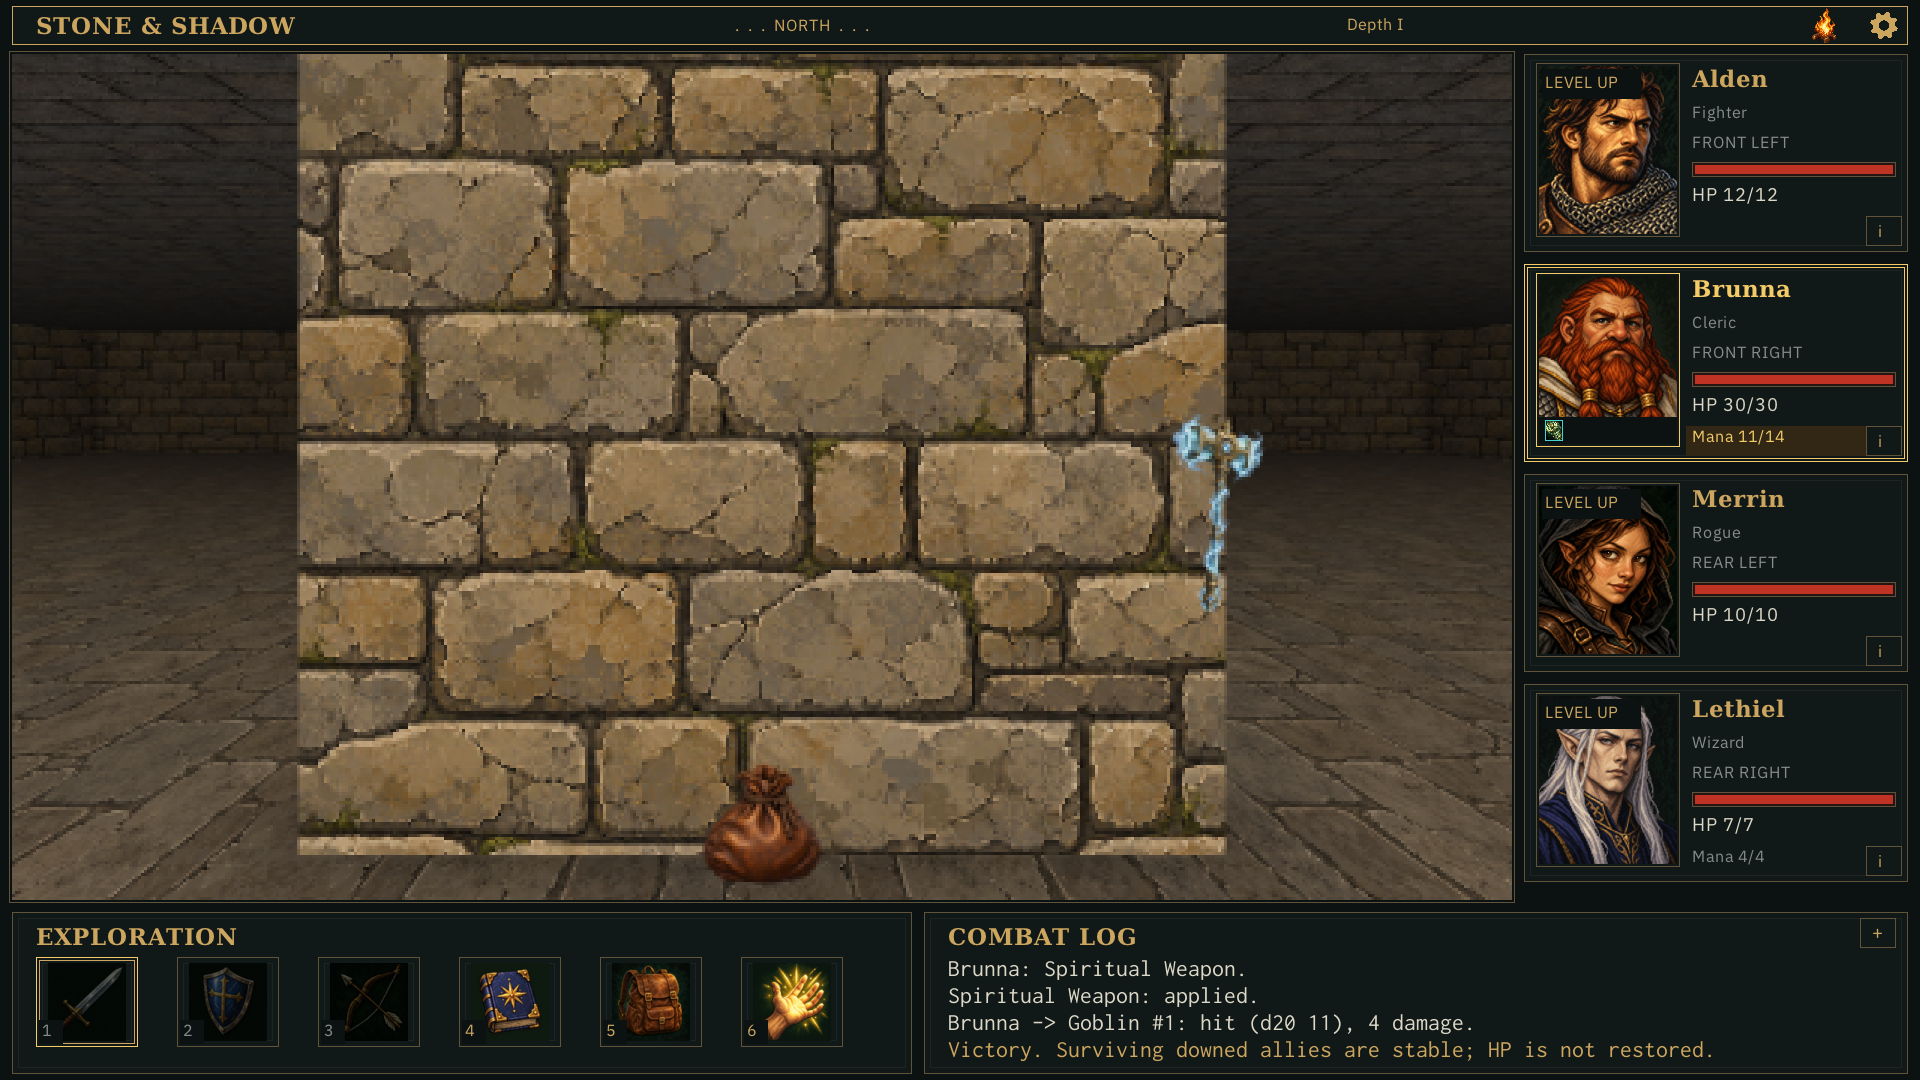 STONE & SHADOW
. . . NORTH . . .
Depth I
LEVEL UP
Alden
Fighter
FRONT LEFT
HP 12/12
i
Brunna
Cleric
FRONT RIGHT
HP 30/30
Mana 11/14
i
LEVEL UP
Merrin
Rogue
REAR LEFT
HP 10/10
i
LEVEL UP
Lethiel
Wizard
REAR RIGHT
HP 7/7
Mana 4/4
i
EXPLORATION
1
2
3
4
5
6
COMBAT LOG
+
Brunna: Spiritual Weapon.
Spiritual Weapon: applied.
Brunna -> Goblin #1: hit (d20 11), 4 damage.
Victory. Surviving downed allies are stable; HP is not restored.